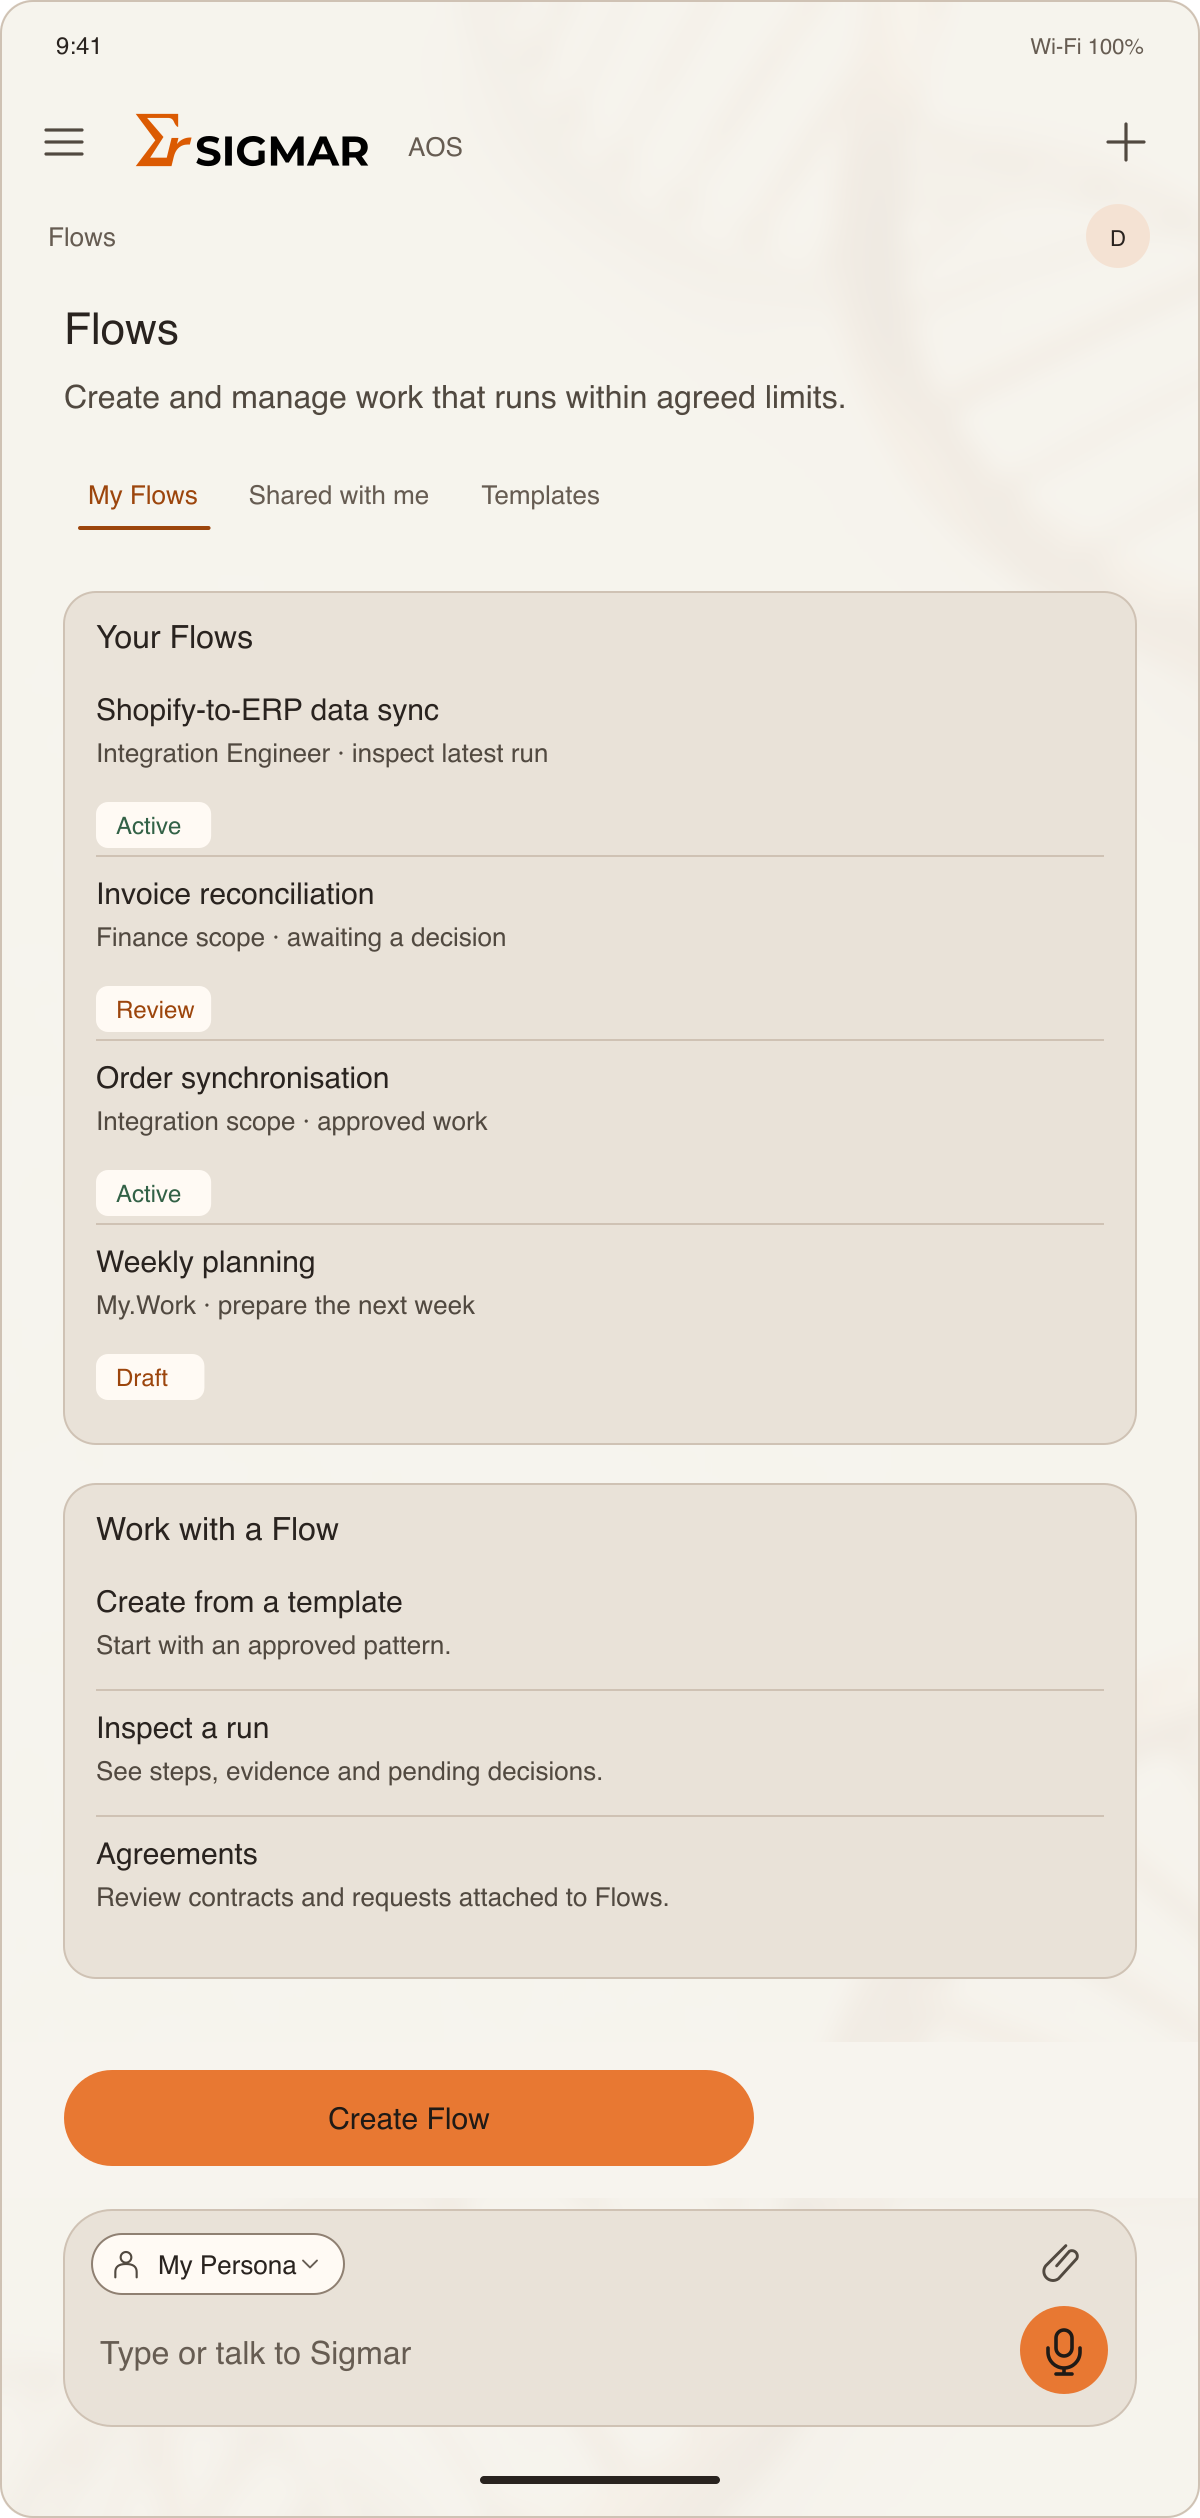 9:41
Wi-Fi 100%
Σr SIGMAR AOS
Flows
D
Flows
Create and manage work that runs within agreed limits.
My Flows
Shared with me
Templates
Your Flows
Shopify-to-ERP data sync
Integration Engineer · inspect latest run
Active
Invoice reconciliation
Finance scope · awaiting a decision
Review
Order synchronisation
Integration scope · approved work
Active
Weekly planning
My.Work · prepare the next week
Draft
Work with a Flow
Create from a template
Start with an approved pattern.
Inspect a run
See steps, evidence and pending decisions.
Agreements
Review contracts and requests attached to Flows.
Create Flow
My Persona
Type or talk to Sigmar